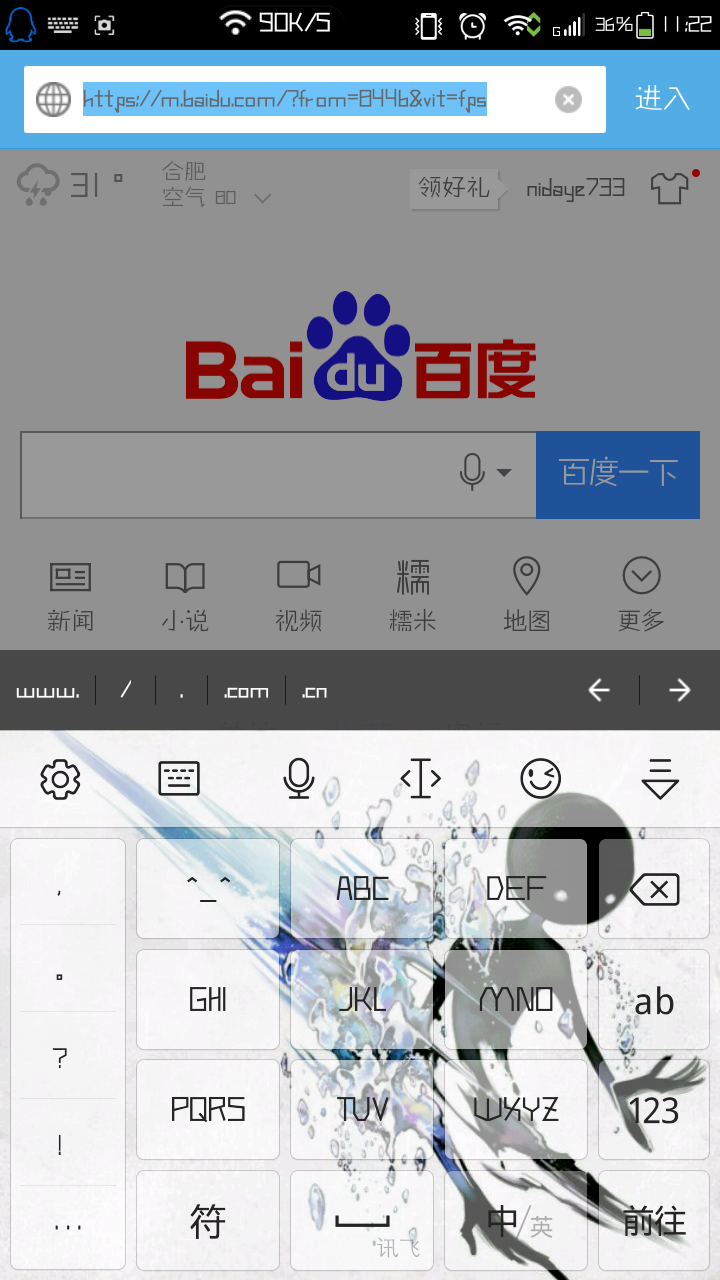 90K/S G 36% 11:22
https://m.baidu.com/?from=844b&vit=fps 进入
31° 合肥 领好礼 nidaye733
空气 80
Bai du 百度
百度一下
新闻 小说 视频 糯米 地图 更多
糯
www. / . .com .cn ← →
, ^_^ ABC DEF
。 GHI JKL MNO ab
? PQRS TUV WXYZ 123
!
... 符 讯飞 中/英 前往